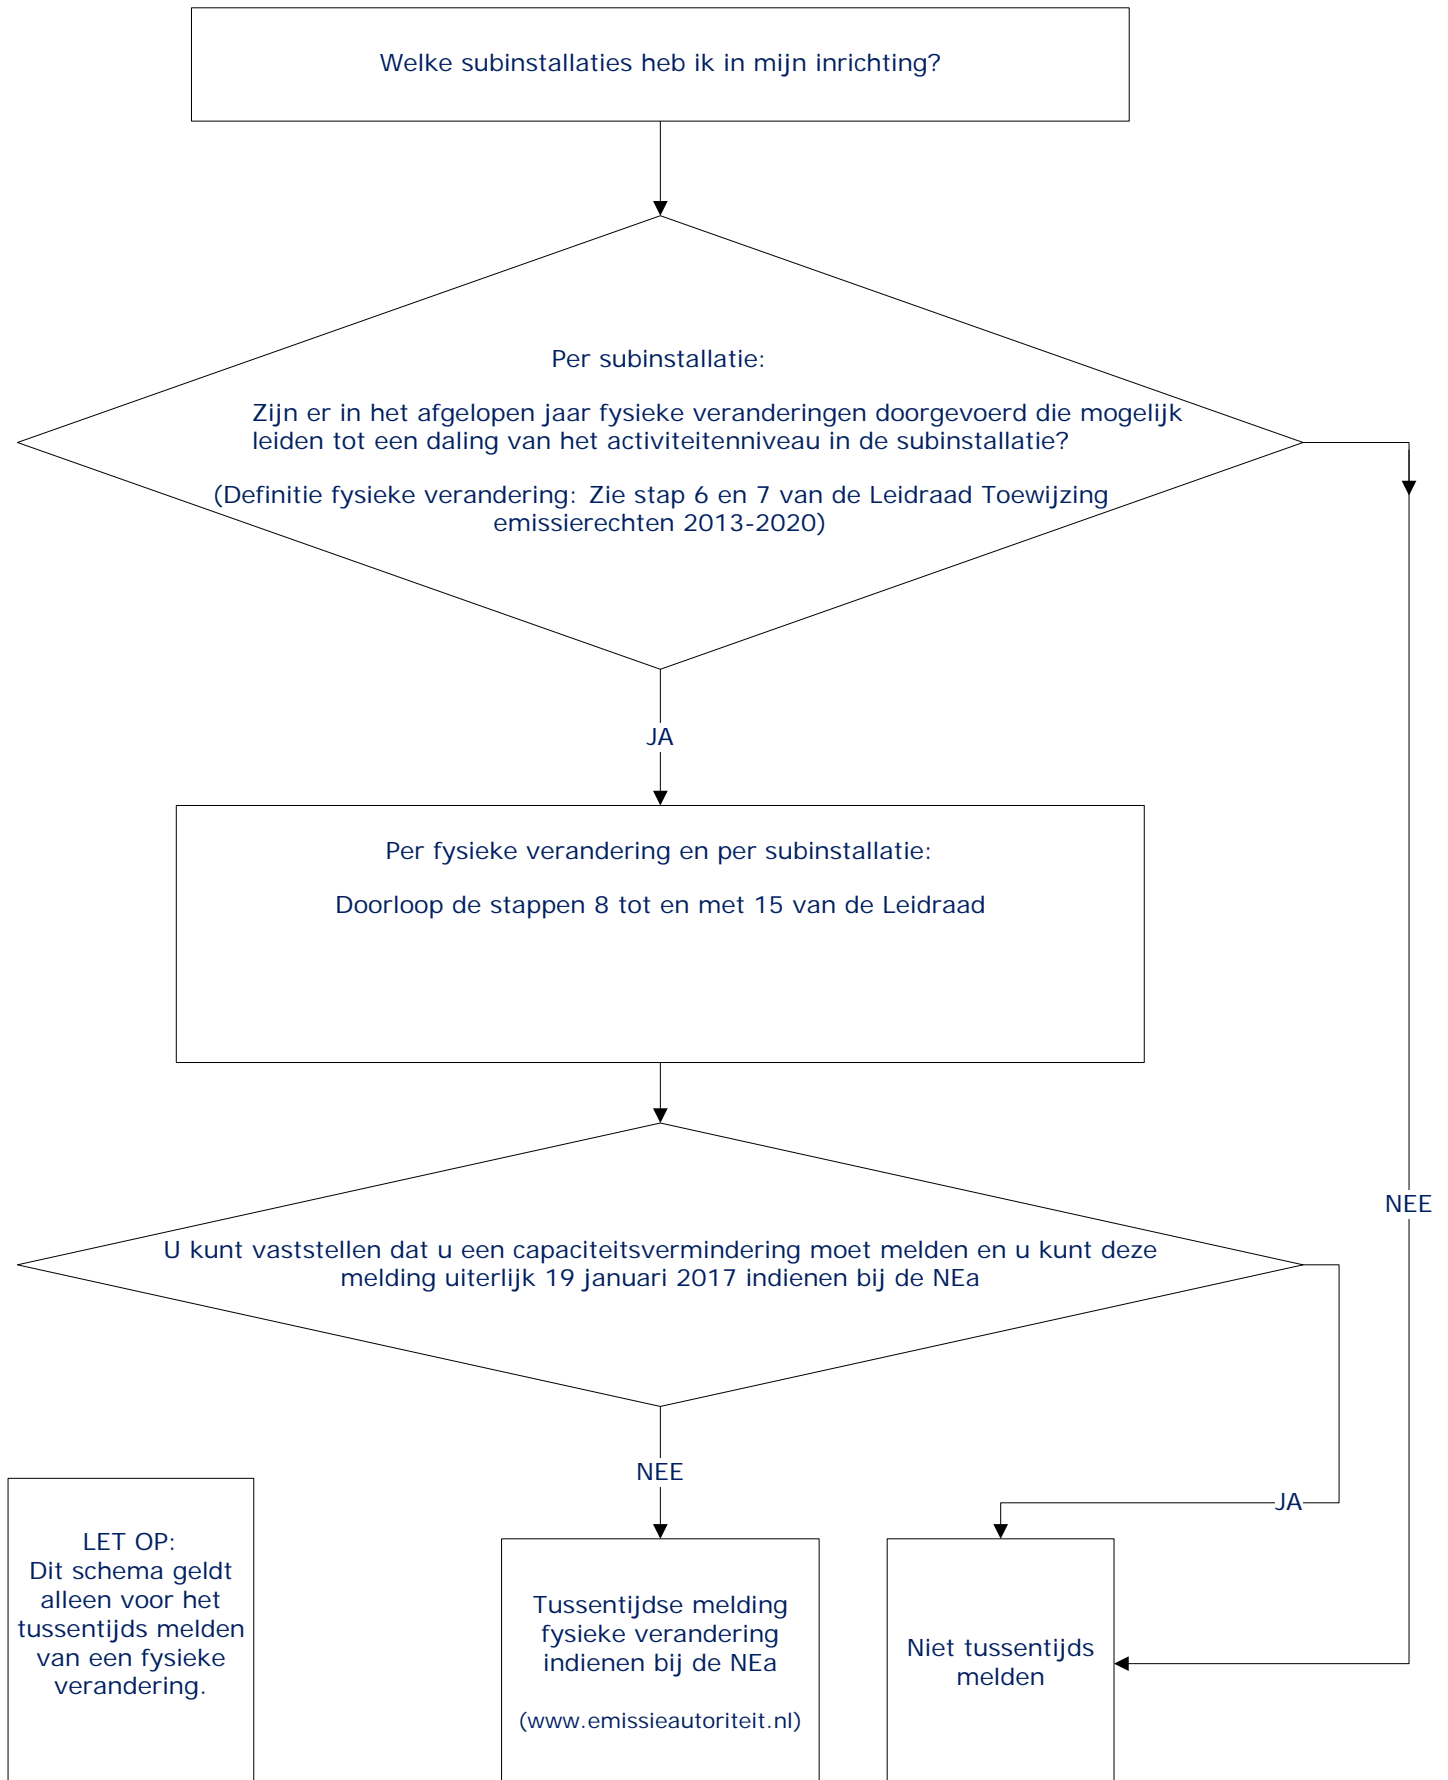 Welke subinstallaties heb ik in mijn inrichting?
Per subinstallatie:
Zijn er in het afgelopen jaar fysieke veranderingen doorgevoerd die mogelijk
leiden tot een daling van het activiteitenniveau in de subinstallatie?
(Definitie fysieke verandering: Zie stap 6 en 7 van de Leidraad Toewijzing
emissierechten 2013-2020)
JA
Per fysieke verandering en per subinstallatie:
Doorloop de stappen 8 tot en met 15 van de Leidraad
NEE
U kunt vaststellen dat u een capaciteitsvermindering moet melden en u kunt deze
melding uiterlijk 19 januari 2017 indienen bij de NEa
NEE
JA
LET OP:
Dit schema geldt
alleen voor het
tussentijds melden
van een fysieke
verandering.
Tussentijdse melding
fysieke verandering
indienen bij de NEa
(www.emissieautoriteit.nl)
Niet tussentijds
melden